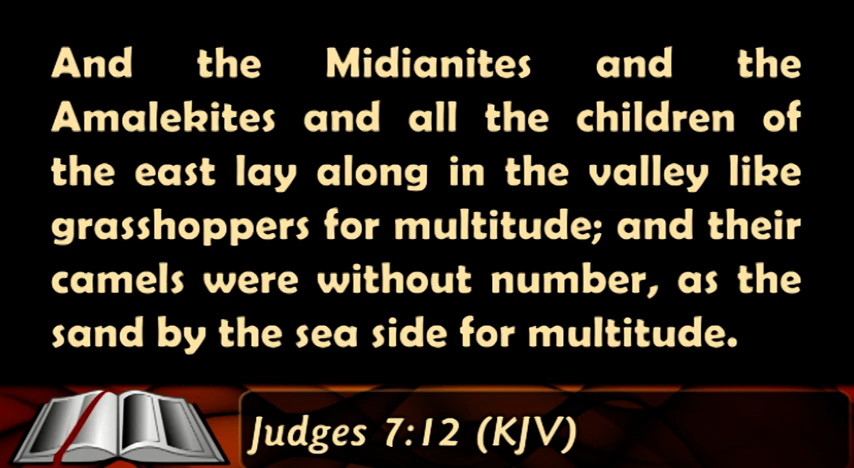 And the Midianites and the
Amalekites and all the children of
the east lay along in the valley like
grasshoppers for multitude; and their
camels were without number, as the
sand by the sea side for multitude.
Judges 7:12 (KJV)